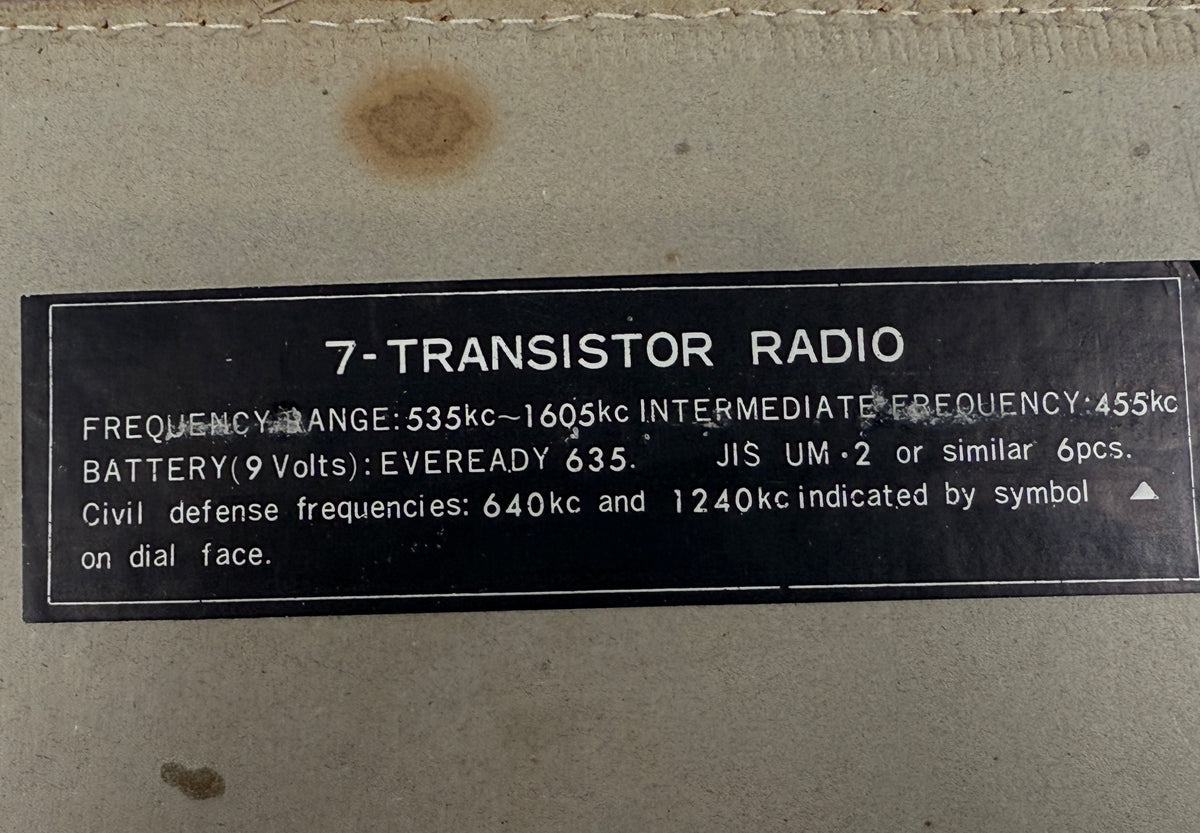 7-TRANSISTOR RADIO
FREQUENCY RANGE: 535kc~1605kc INTERMEDIATE FREQUENCY: 455kc
BATTERY (9 Volts): EVEREADY 635. JIS UM·2 or similar 6pcs.
Civil defense frequencies: 640kc and 1240kc indicated by symbol ▲
on dial face.